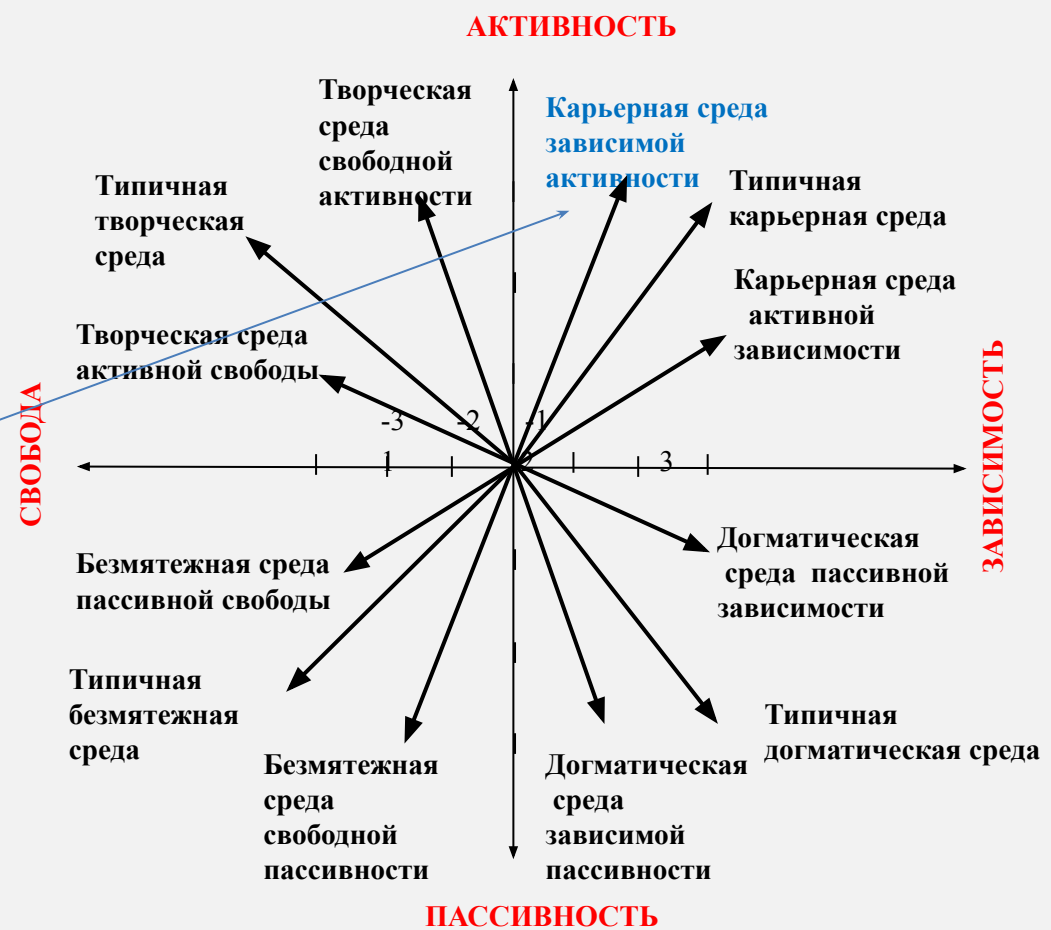 АКТИВНОСТЬ
Творческая
среда
свободной
активности
Карьерная среда
зависимой
активности
Типичная
творческая
среда
Типичная
карьерная среда
Карьерная среда
активной
зависимости
Творческая среда
активной свободы
СВОБОДА
ЗАВИСИМОСТЬ
-3 -2 -1
1 2 3
Безмятежная среда
пассивной свободы
Догматическая
среда пассивной
зависимости
Типичная
безмятежная
среда
Типичная
догматическая среда
Безмятежная
среда
свободной
пассивности
Догматическая
среда
зависимой
пассивности
ПАССИВНОСТЬ